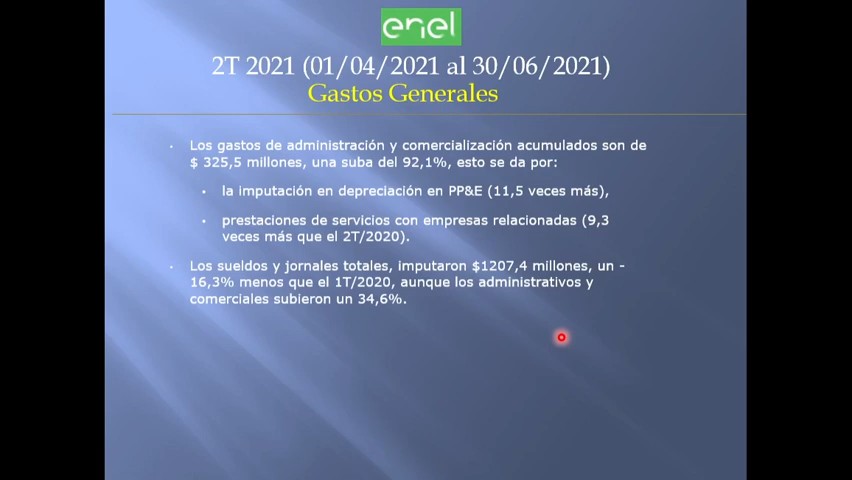 enel
2T 2021 (01/04/2021 al 30/06/2021)
Gastos Generales
• Los gastos de administración y comercialización acumulados son de
$ 325,5 millones, una suba del 92,1%, esto se da por:
• la imputación en depreciación en PP&E (11,5 veces más),
• prestaciones de servicios con empresas relacionadas (9,3
veces más que el 2T/2020).
• Los sueldos y jornales totales, imputaron $1207,4 millones, un -
16,3% menos que el 1T/2020, aunque los administrativos y
comerciales subieron un 34,6%.